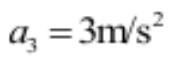 a₃ = 3m/s²